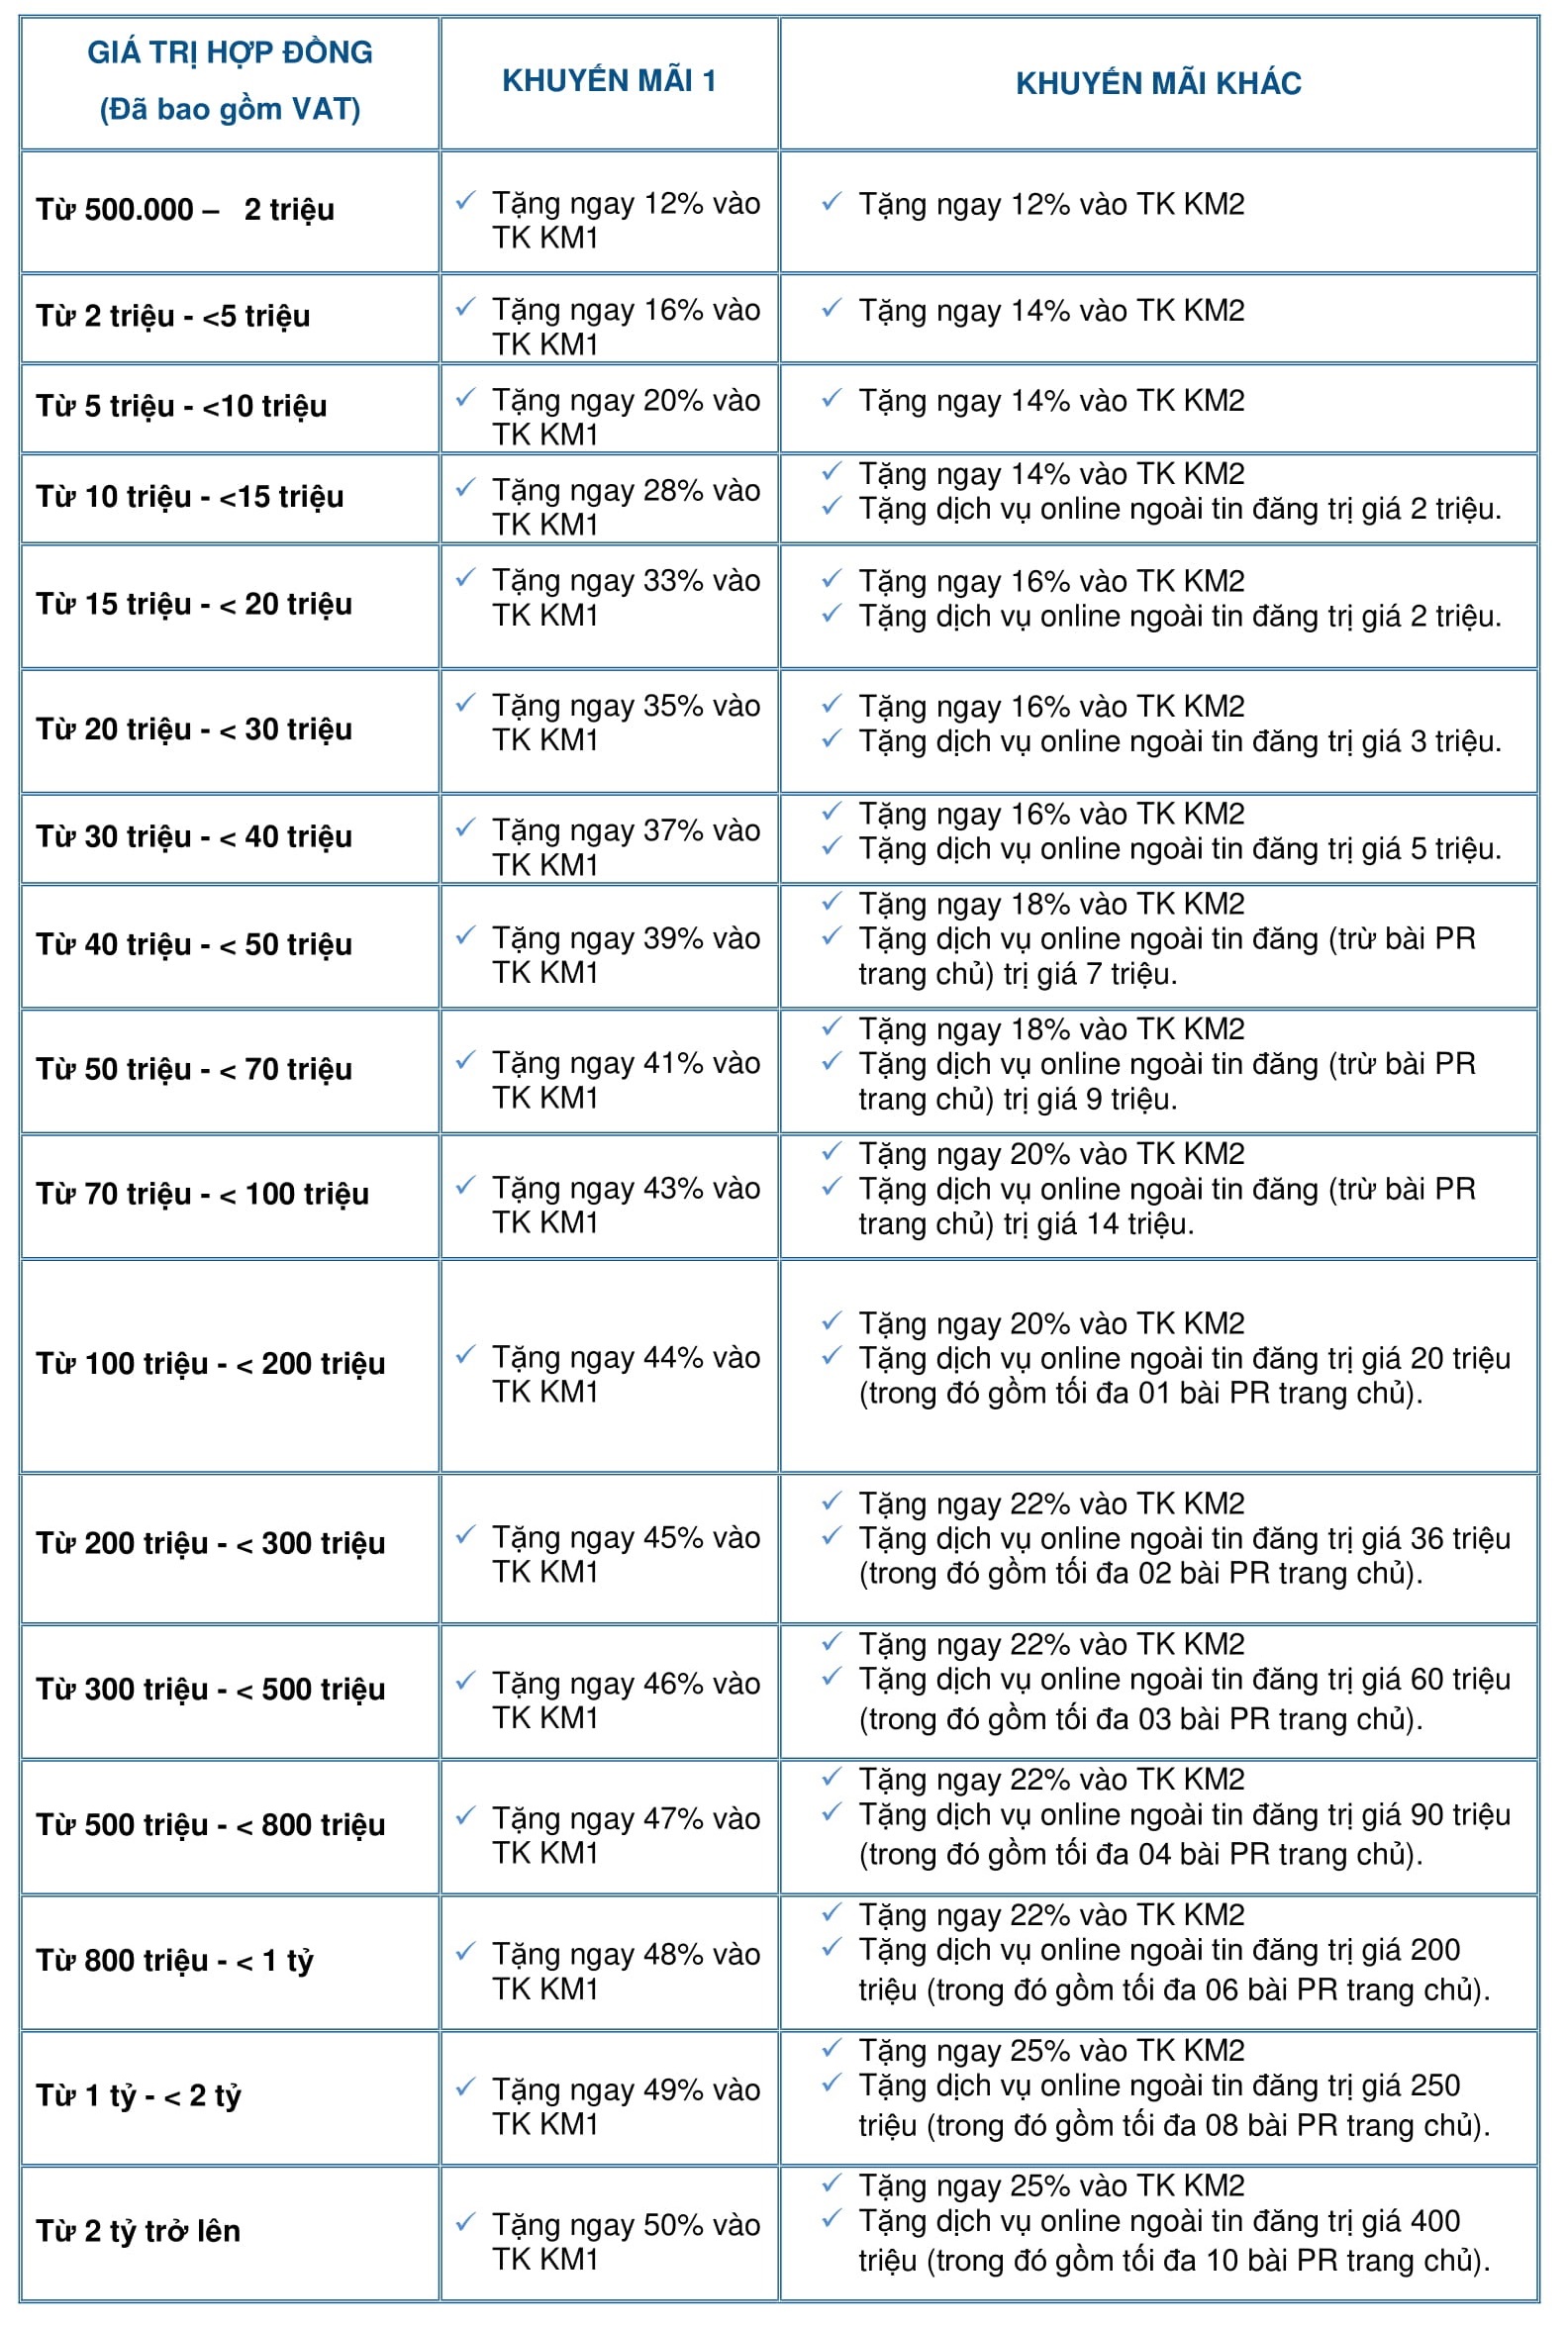 GIÁ TRỊ HỢP ĐỒNG
(Đã bao gồm VAT)
KHUYẾN MÃI 1
KHUYẾN MÃI KHÁC
Từ 500.000 – 2 triệu
Tặng ngay 12% vào
TK KM1
Tặng ngay 12% vào TK KM2
Từ 2 triệu - <5 triệu
Tặng ngay 16% vào
TK KM1
Tặng ngay 14% vào TK KM2
Từ 5 triệu - <10 triệu
Tặng ngay 20% vào
TK KM1
Tặng ngay 14% vào TK KM2
Từ 10 triệu - <15 triệu
Tặng ngay 28% vào
TK KM1
Tặng ngay 14% vào TK KM2
Tặng dịch vụ online ngoài tin đăng trị giá 2 triệu.
Từ 15 triệu - < 20 triệu
Tặng ngay 33% vào
TK KM1
Tặng ngay 16% vào TK KM2
Tặng dịch vụ online ngoài tin đăng trị giá 2 triệu.
Từ 20 triệu - < 30 triệu
Tặng ngay 35% vào
TK KM1
Tặng ngay 16% vào TK KM2
Tặng dịch vụ online ngoài tin đăng trị giá 3 triệu.
Từ 30 triệu - < 40 triệu
Tặng ngay 37% vào
TK KM1
Tặng ngay 16% vào TK KM2
Tặng dịch vụ online ngoài tin đăng trị giá 5 triệu.
Từ 40 triệu - < 50 triệu
Tặng ngay 39% vào
TK KM1
Tặng ngay 18% vào TK KM2
Tặng dịch vụ online ngoài tin đăng (trừ bài PR
trang chủ) trị giá 7 triệu.
Từ 50 triệu - < 70 triệu
Tặng ngay 41% vào
TK KM1
Tặng ngay 18% vào TK KM2
Tặng dịch vụ online ngoài tin đăng (trừ bài PR
trang chủ) trị giá 9 triệu.
Từ 70 triệu - < 100 triệu
Tặng ngay 43% vào
TK KM1
Tặng ngay 20% vào TK KM2
Tặng dịch vụ online ngoài tin đăng (trừ bài PR
trang chủ) trị giá 14 triệu.
Từ 100 triệu - < 200 triệu
Tặng ngay 44% vào
TK KM1
Tặng ngay 20% vào TK KM2
Tặng dịch vụ online ngoài tin đăng trị giá 20 triệu
(trong đó gồm tối đa 01 bài PR trang chủ).
Từ 200 triệu - < 300 triệu
Tặng ngay 45% vào
TK KM1
Tặng ngay 22% vào TK KM2
Tặng dịch vụ online ngoài tin đăng trị giá 36 triệu
(trong đó gồm tối đa 02 bài PR trang chủ).
Từ 300 triệu - < 500 triệu
Tặng ngay 46% vào
TK KM1
Tặng ngay 22% vào TK KM2
Tặng dịch vụ online ngoài tin đăng trị giá 60 triệu
(trong đó gồm tối đa 03 bài PR trang chủ).
Từ 500 triệu - < 800 triệu
Tặng ngay 47% vào
TK KM1
Tặng ngay 22% vào TK KM2
Tặng dịch vụ online ngoài tin đăng trị giá 90 triệu
(trong đó gồm tối đa 04 bài PR trang chủ).
Từ 800 triệu - < 1 tỷ
Tặng ngay 48% vào
TK KM1
Tặng ngay 22% vào TK KM2
Tặng dịch vụ online ngoài tin đăng trị giá 200
triệu (trong đó gồm tối đa 06 bài PR trang chủ).
Từ 1 tỷ - < 2 tỷ
Tặng ngay 49% vào
TK KM1
Tặng ngay 25% vào TK KM2
Tặng dịch vụ online ngoài tin đăng trị giá 250
triệu (trong đó gồm tối đa 08 bài PR trang chủ).
Từ 2 tỷ trở lên
Tặng ngay 50% vào
TK KM1
Tặng ngay 25% vào TK KM2
Tặng dịch vụ online ngoài tin đăng trị giá 400
triệu (trong đó gồm tối đa 10 bài PR trang chủ).